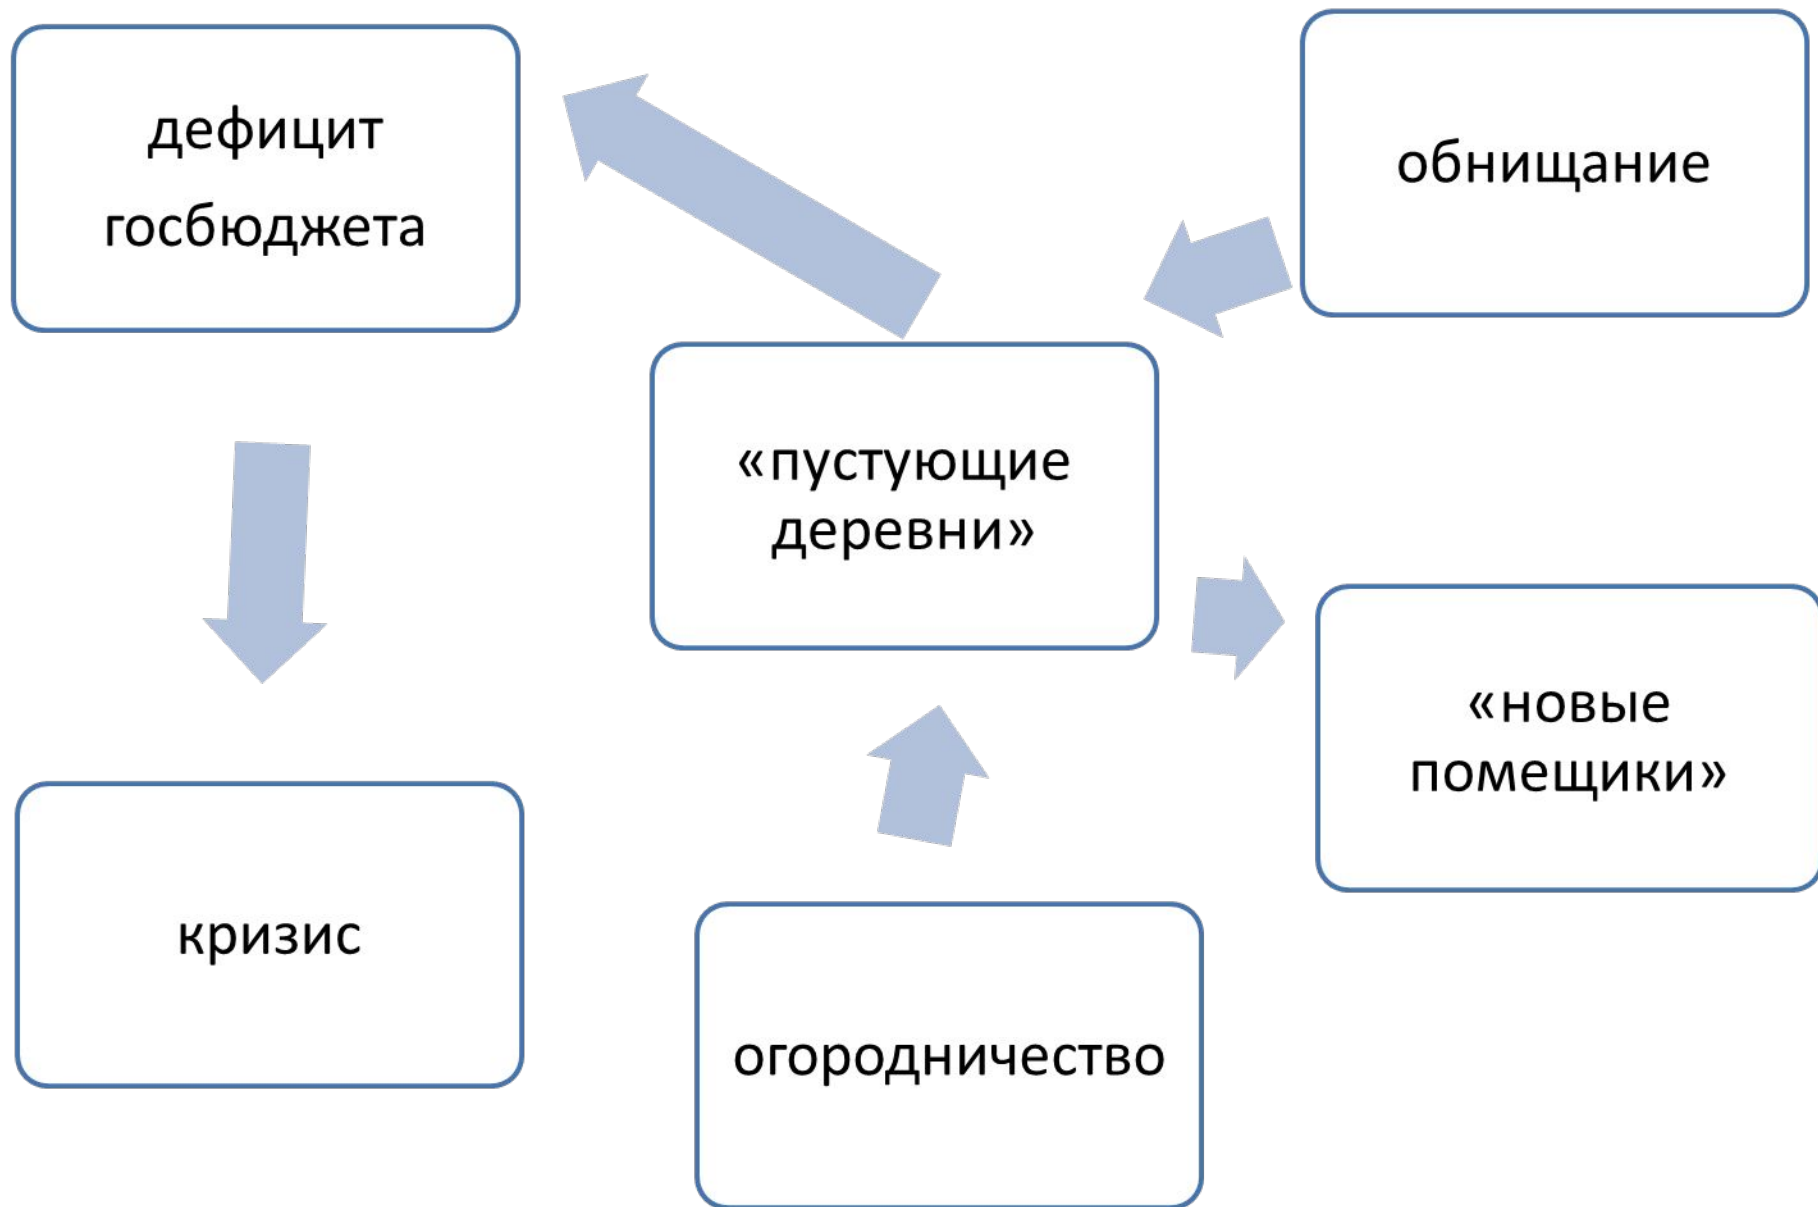 дефицит
госбюджета
обнищание
«пустующие
деревни»
«новые
помещики»
кризис
огородничество